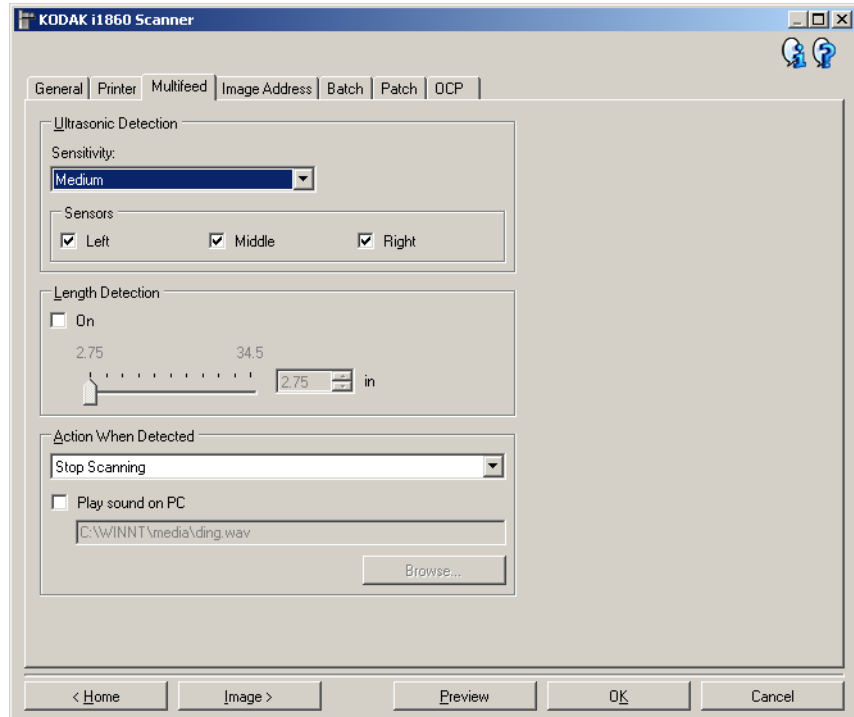 KODAK i1860 Scanner
General Printer Multifeed Image Address Batch Patch OCP
Ultrasonic Detection
Sensitivity:
Medium
Sensors
Left Middle Right
Length Detection
On
2.75 34.5
2.75 in
Action When Detected
Stop Scanning
Play sound on PC
C:\WINNT\media\ding.wav
Browse...
< Home Image > Preview OK Cancel